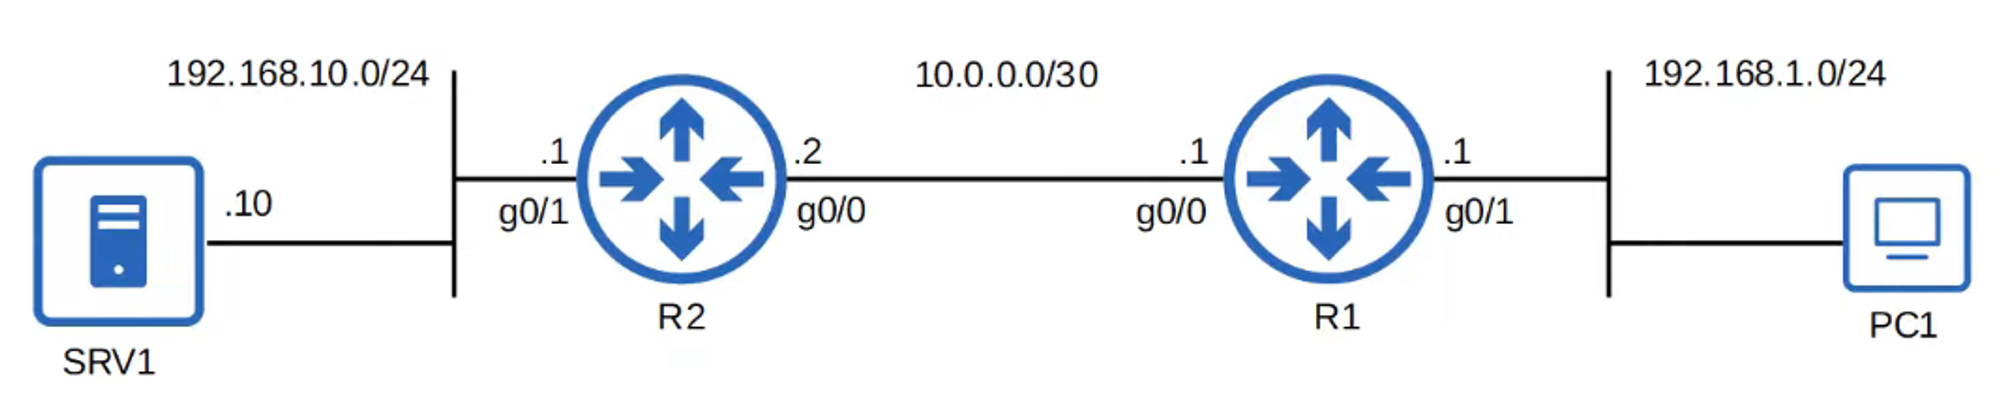 192.168.10.0/24
10.0.0.0/30
192.168.1.0/24
.1
.2
.1
.1
.10
g0/1
g0/0
g0/0
g0/1
R2
R1
SRV1
PC1